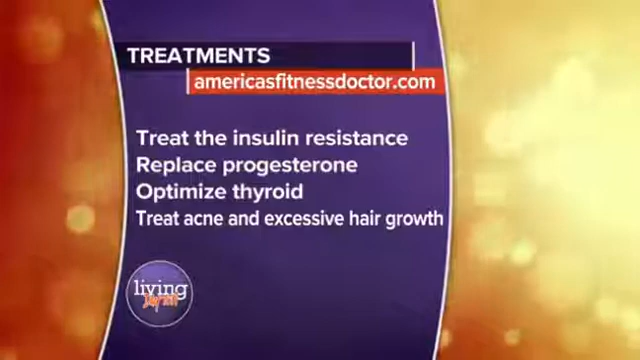 TREATMENTS
americasfitnessdoctor.com
Treat the insulin resistance
Replace progesterone
Optimize thyroid
Treat acne and excessive hair growth
living